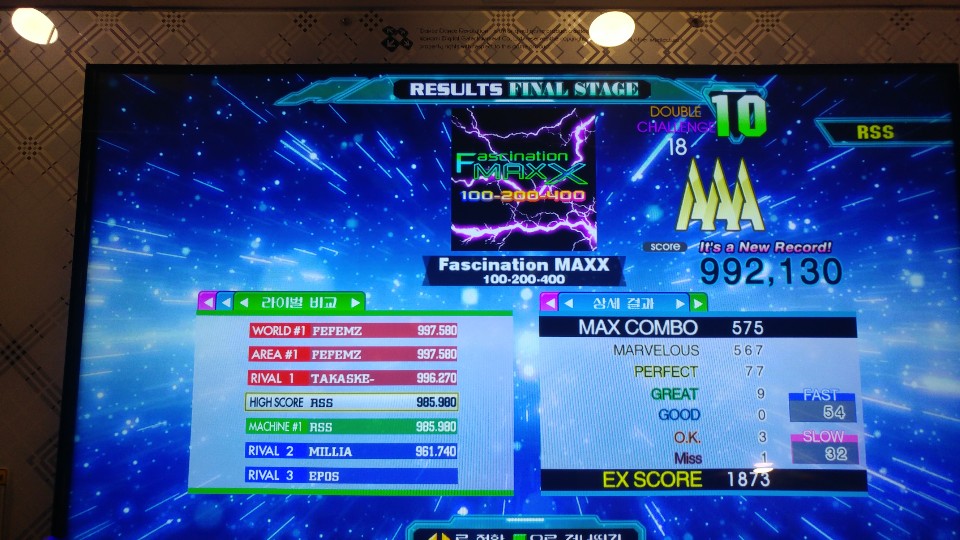 RESULTS FINAL STAGE
10
DOUBLE
CHALLENGE
18
RSS
Fascination
MAXX
100-200-400
AAA
score It's a New Record!
992,130
Fascination MAXX
100-200-400
라이벌 비교
WORLD #1 FEFEMZ 997.580
AREA #1 FEFEMZ 997.580
RIVAL 1 TAKASKE- 996.270
HIGH SCORE RSS 985.980
MACHINE #1 RSS 985.980
RIVAL 2 MILLIA 961.740
RIVAL 3 EPOS
상세 결과
MAX COMBO 575
MARVELOUS 567
PERFECT 77
GREAT 9
GOOD 0
O.K. 3
Miss 1
EX SCORE 1873
FAST
54
SLOW
32